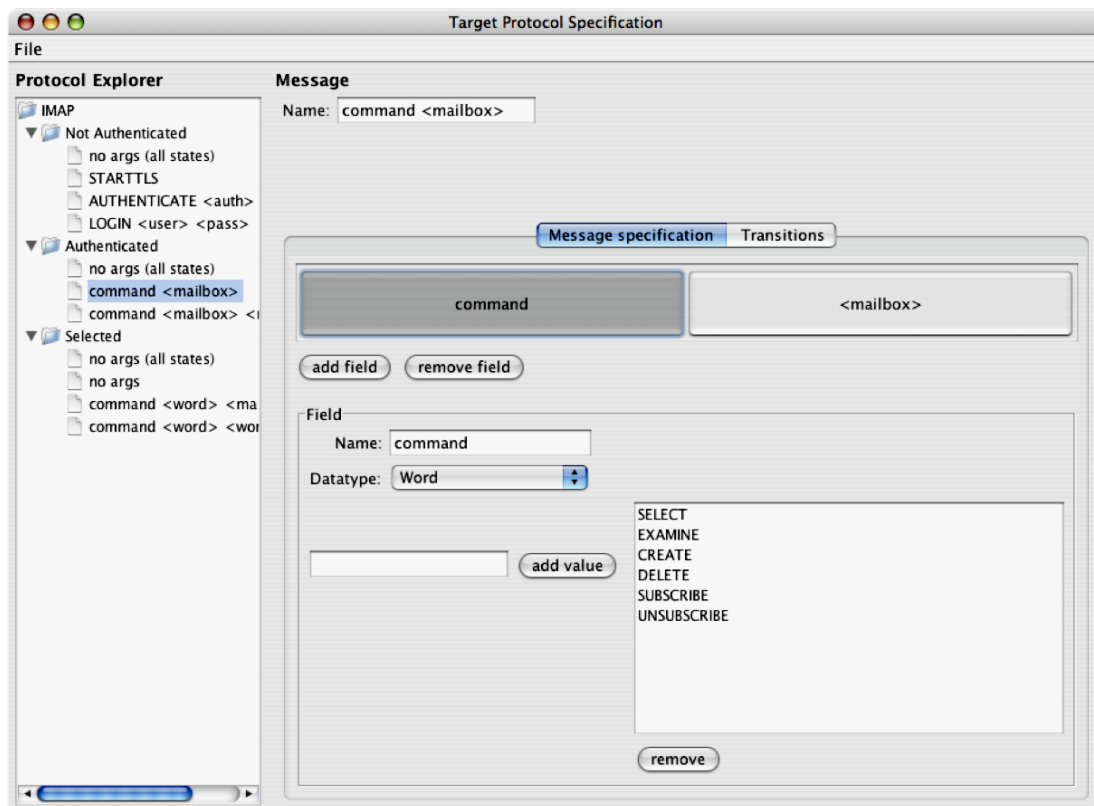 Target Protocol Specification
File
Protocol Explorer
IMAP
Not Authenticated
no args (all states)
STARTTLS
AUTHENTICATE <auth>
LOGIN <user> <pass>
Authenticated
no args (all states)
command <mailbox>
command <mailbox> <
Selected
no args (all states)
no args
command <word> <ma
command <word> <wor
Message
Name: command <mailbox>
Message specification Transitions
command <mailbox>
add field remove field
Field
Name: command
Datatype: Word
add value
SELECT
EXAMINE
CREATE
DELETE
SUBSCRIBE
UNSUBSCRIBE
remove